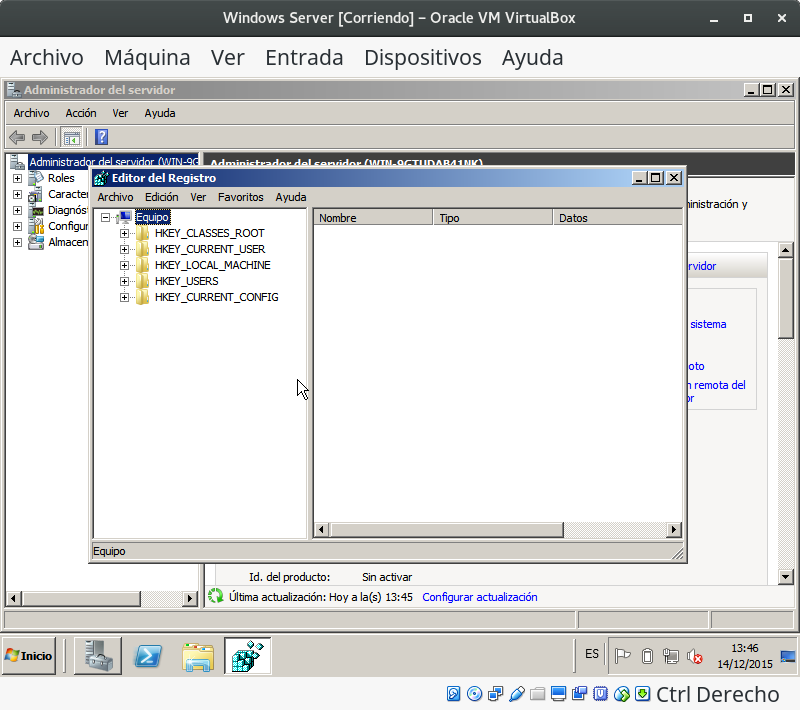 Windows Server [Corriendo] – Oracle VM VirtualBox
Archivo Máquina Ver Entrada Dispositivos Ayuda
Administrador del servidor
Archivo Acción Ver Ayuda
Administrador del servidor (WIN-9G
Administrador del servidor (WIN-9GTUDAB41NK)
Roles
Caracter
Diagnós
Configur
Almacen
ministración y
rvidor
sistema
oto
n remota del
or
Editor del Registro
Archivo Edición Ver Favoritos Ayuda
Equipo
HKEY_CLASSES_ROOT
HKEY_CURRENT_USER
HKEY_LOCAL_MACHINE
HKEY_USERS
HKEY_CURRENT_CONFIG
Nombre Tipo Datos
Equipo
Id. del producto: Sin activar
Última actualización: Hoy a la(s) 13:45 Configurar actualización
Inicio
ES
13:46
14/12/2015
Ctrl Derecho